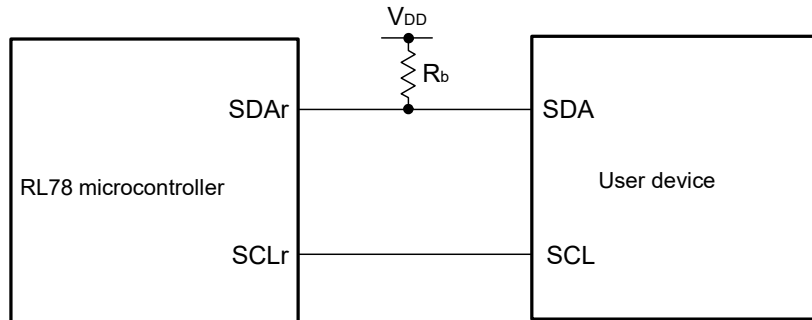 VDD
Rb
SDAr
SDA
RL78 microcontroller
User device
SCLr
SCL